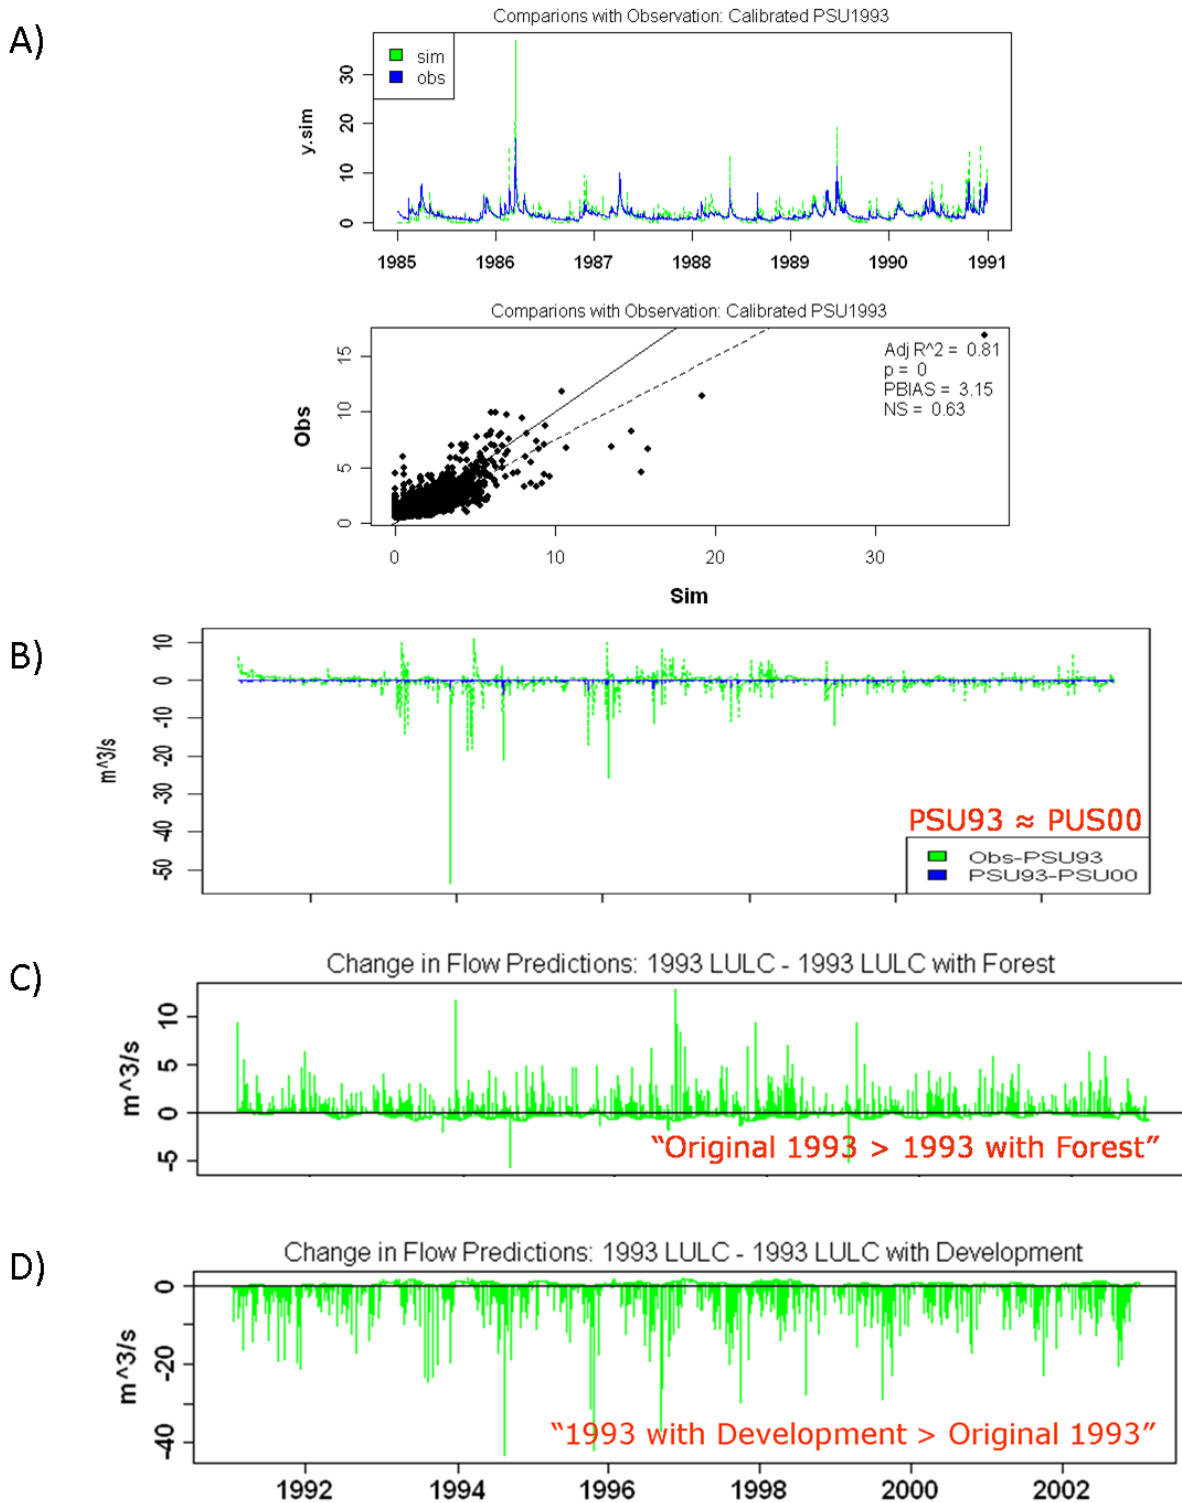 A)
Comparions with Observation: Calibrated PSU1993
sim
obs
y.sim
30
20
10
0
1985 1986 1987 1988 1989 1990 1991
Comparions with Observation: Calibrated PSU1993
Adj R^2 = 0.81
p = 0
PBIAS = 3.15
NS = 0.63
Obs
15
10
5
0
0 10 20 30
Sim
B)
m^3/s
10
0
-10
-20
-30
-40
-50
PSU93 ≈ PUS00
Obs-PSU93
PSU93-PSU00
C)
Change in Flow Predictions: 1993 LULC - 1993 LULC with Forest
m^3/s
10
5
0
-5
“Original 1993 > 1993 with Forest”
D)
Change in Flow Predictions: 1993 LULC - 1993 LULC with Development
m^3/s
0
-20
-40
“1993 with Development > Original 1993”
1992 1994 1996 1998 2000 2002